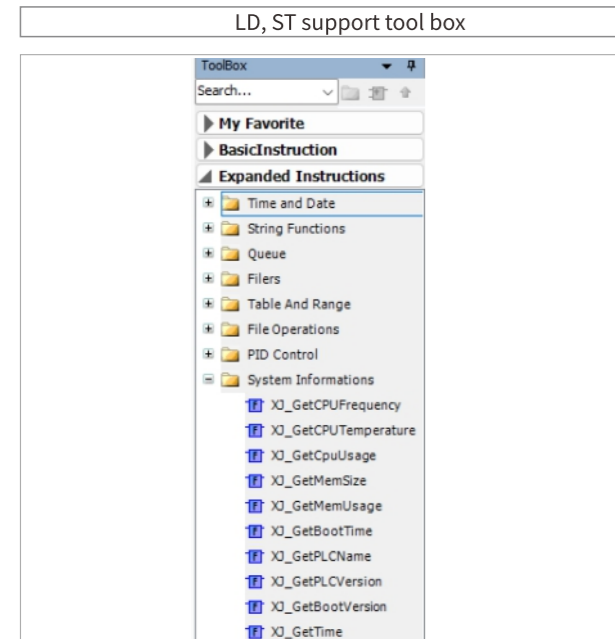 LD, ST support tool box
ToolBox
Search...
My Favorite
BasicInstruction
Expanded Instructions
Time and Date
String Functions
Queue
Filers
Table And Range
File Operations
PID Control
System Informations
XJ_GetCPUFrequency
XJ_GetCPUTemperature
XJ_GetCpuUsage
XJ_GetMemSize
XJ_GetMemUsage
XJ_GetBootTime
XJ_GetPLCName
XJ_GetPLCVersion
XJ_GetBootVersion
XJ_GetTime